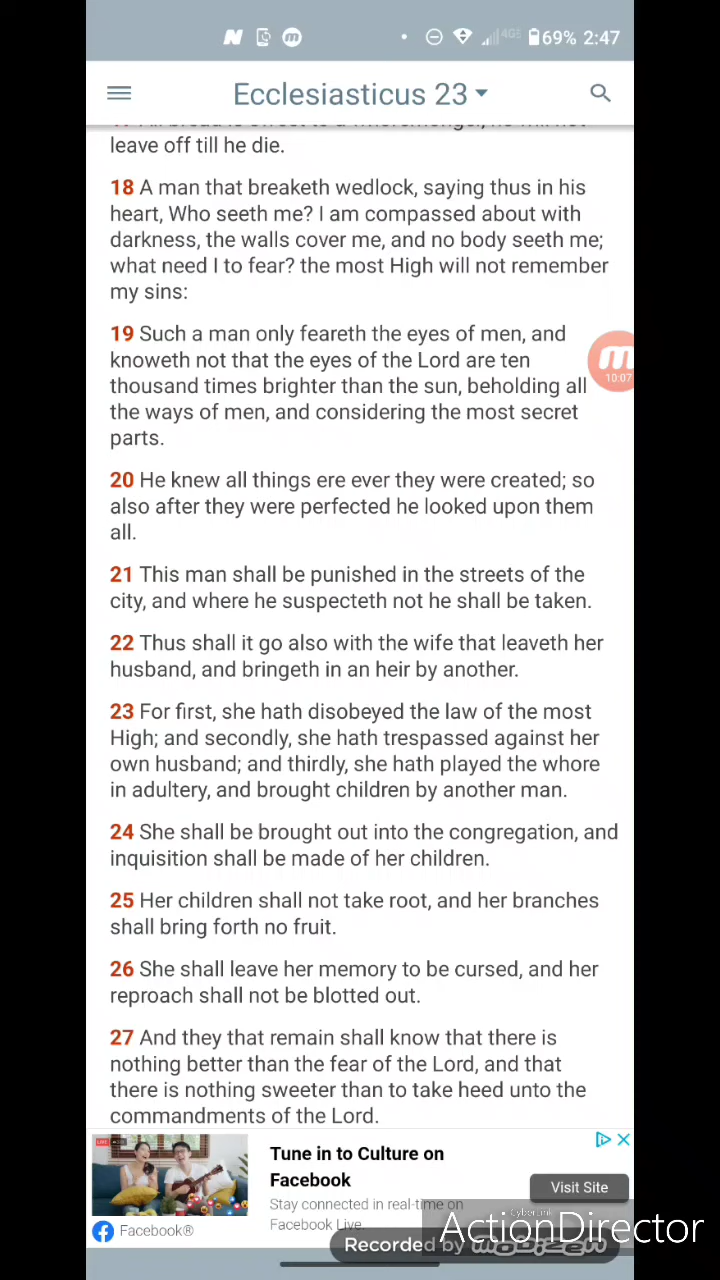 N m 4G 69% 2:47
Ecclesiasticus 23
leave off till he die.
18 A man that breaketh wedlock, saying thus in his
heart, Who seeth me? I am compassed about with
darkness, the walls cover me, and no body seeth me;
what need I to fear? the most High will not remember
my sins:
19 Such a man only feareth the eyes of men, and
knoweth not that the eyes of the Lord are ten
thousand times brighter than the sun, beholding all
the ways of men, and considering the most secret
parts.
m
10:07
20 He knew all things ere ever they were created; so
also after they were perfected he looked upon them
all.
21 This man shall be punished in the streets of the
city, and where he suspecteth not he shall be taken.
22 Thus shall it go also with the wife that leaveth her
husband, and bringeth in an heir by another.
23 For first, she hath disobeyed the law of the most
High; and secondly, she hath trespassed against her
own husband; and thirdly, she hath played the whore
in adultery, and brought children by another man.
24 She shall be brought out into the congregation, and
inquisition shall be made of her children.
25 Her children shall not take root, and her branches
shall bring forth no fruit.
26 She shall leave her memory to be cursed, and her
reproach shall not be blotted out.
27 And they that remain shall know that there is
nothing better than the fear of the Lord, and that
there is nothing sweeter than to take heed unto the
commandments of the Lord.
LIVE
Tune in to Culture on
Facebook
Stay connected in real-time on
Facebook Live.
Visit Site
Facebook®
CyberLink
ActionDirector
Recorded by mobizen